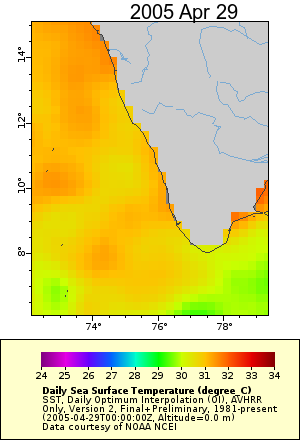 2005 Apr 29
14°
12°
10°
8°
74°
76°
78°
24 25 26 27 28 29 30 31 32 33 34
Daily Sea Surface Temperature (degree_C)
SST, Daily Optimum Interpolation (OI), AVHRR
Only, Version 2, Final+Preliminary, 1981-present
(2005-04-29T00:00:00Z, Altitude=0.0 m)
Data courtesy of NOAA NCEI